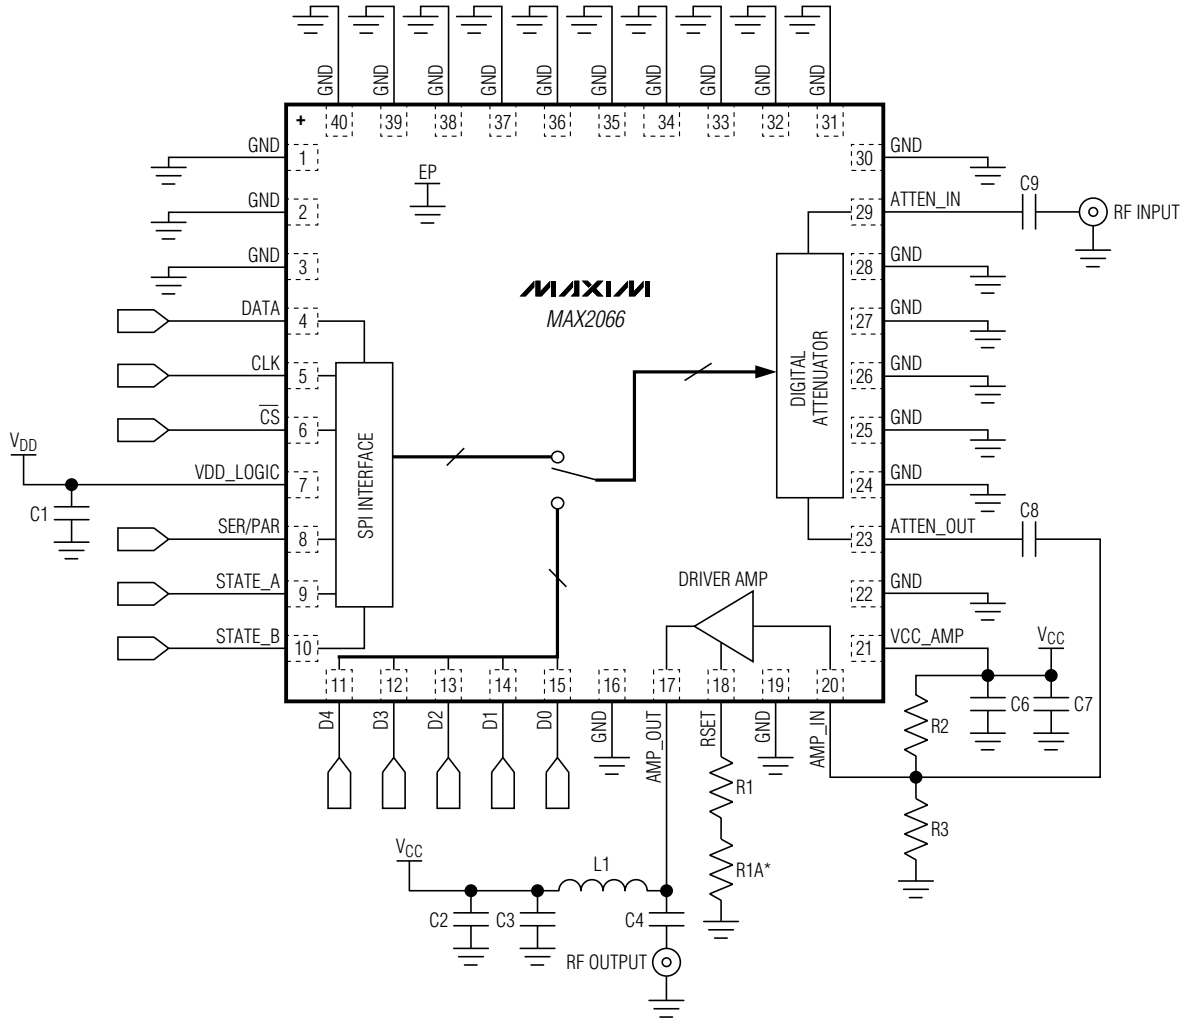 GND GND GND GND GND GND GND GND GND GND
+ 40 39 38 37 36 35 34 33 32 31
GND 1
GND 2
GND 3
DATA 4
CLK 5
CS 6
VDD
VDD_LOGIC 7
C1
SER/PAR 8
STATE_A 9
STATE_B 10
EP
MAXIM
MAX2066
SPI INTERFACE
DIGITAL
ATTENUATOR
DRIVER AMP
30 GND
29 ATTEN_IN
C9
RF INPUT
28 GND
27 GND
26 GND
25 GND
24 GND
23 ATTEN_OUT
C8
22 GND
21 VCC_AMP
VCC
C6 C7
11 12 13 14 15 16 17 18 19 20
D4 D3 D2 D1 D0 GND AMP_OUT RSET GND AMP_IN
R2
R1
R3
R1A*
VCC
L1
C2 C3 C4
RF OUTPUT